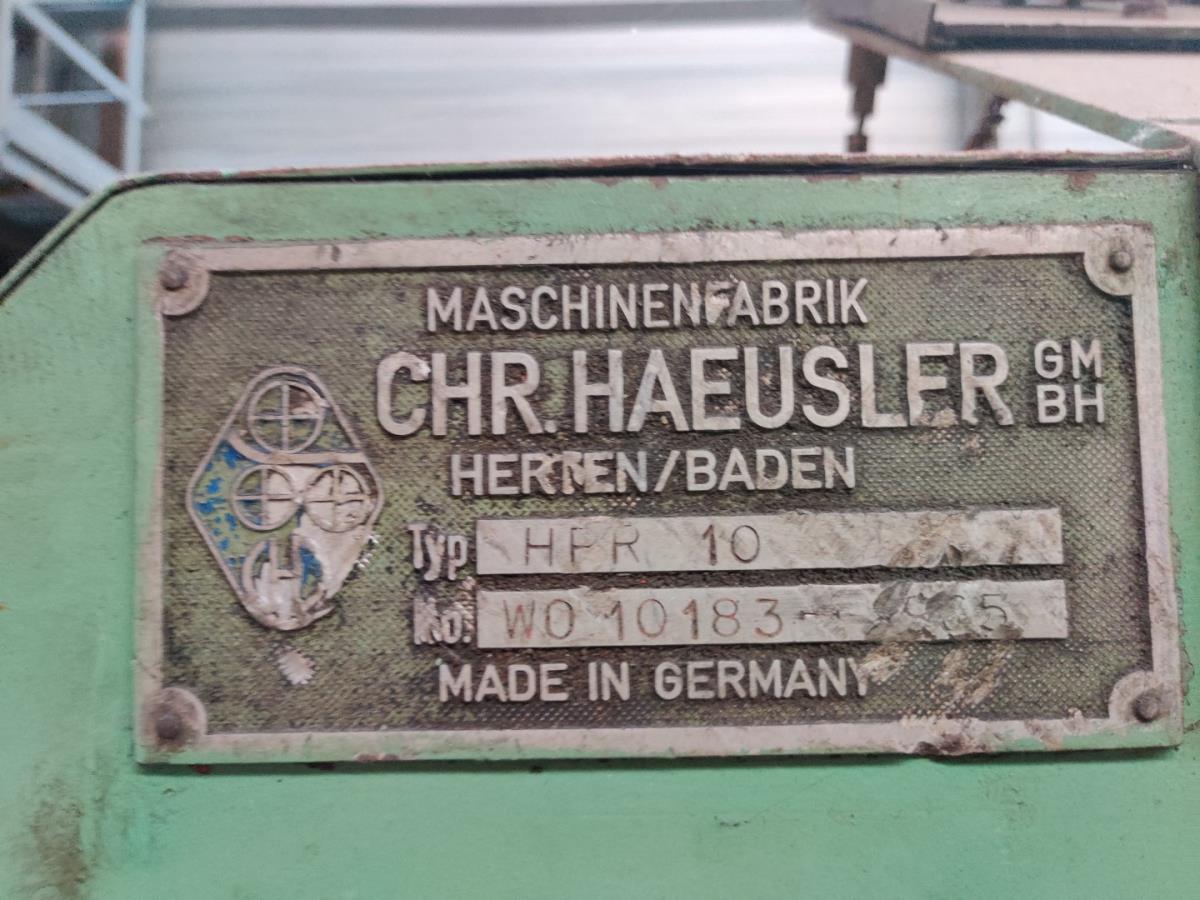 MASCHINENFABRIK
CHR. HAEUSLER GMBH
HERTEN/BADEN
Typ HPR 10
No. WO 10183
MADE IN GERMANY